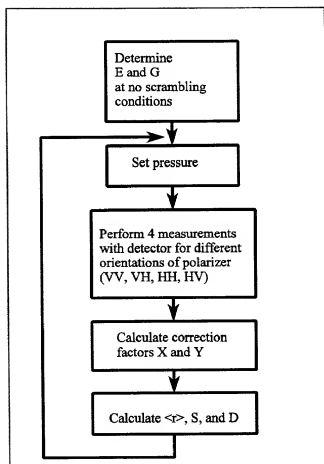 Determine
E and G
at no scrambling
conditions
Set pressure
Perform 4 measurements
with detector for different
orientations of polarizer
(VV, VH, HH, HV)
Calculate correction
factors X and Y
Calculate <r>, S, and D